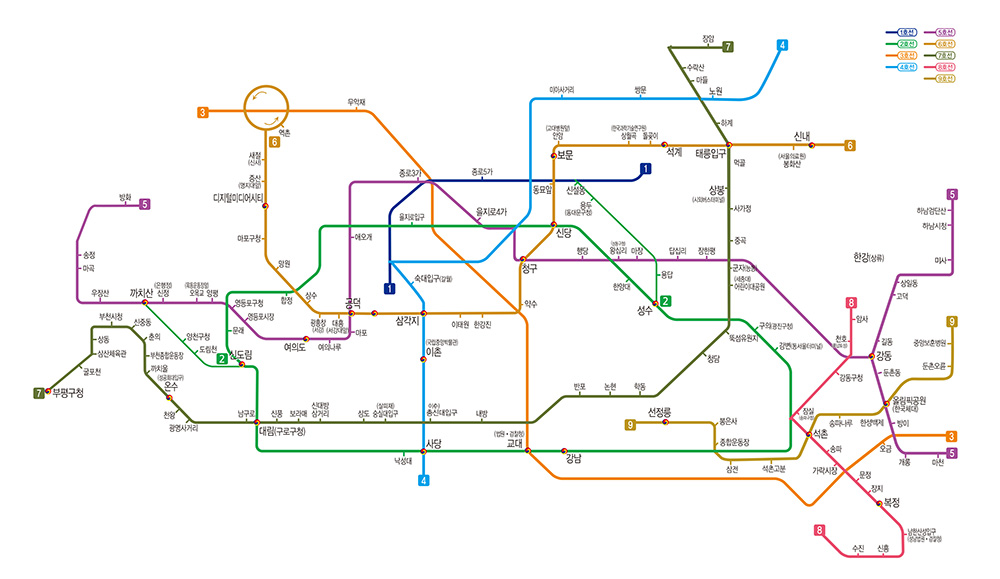 1호선
2호선
3호선
4호선
5호선
6호선
7호선
8호선
9호선
장암
7
4
수락산
마들
노원
미아사거리
쌍문
3
무악재
역촌
6
하계
새절
(신사)
증산
(명지대앞)
디지털미디어시티
마포구청
망원
(고대병원앞)
안암
보문
(한국과학기술연구원)
상월곡
돌곶이
석계
태릉입구
신내
6
(서울의료원)
봉화산
먹골
종로3가
종로5가
1
신설동
용두
(동대문구청)
동묘앞
상봉
(시외버스터미널)
사가정
방화
5
송정
마곡
을지로입구
을지로4가
신당
애오개
청구
행당
왕십리
마장
답십리
장한평
한양대
용답
중곡
군자(능동)
(세종대)
어린이대공원
5
하남검단산
하남시청
미사
한강(상류)
상일동
고덕
우장산
까치산
(은행정)
신정
오목교
양평
영등포구청
영등포시장
문래
합정
상수
광흥창
(서강)
대흥
(서강대앞)
공덕
마포
여의도
여의나루
1
숙대입구(갈월)
삼각지
이태원
한강진
약수
성수
2
뚝섬유원지
구의(광진구청)
강변(동서울터미널)
청담
8
암사
천호
강동구청
길동
강동
둔촌동
9
중앙보훈병원
둔촌오륜
올림픽공원
(한국체대)
방이
한성백제
송파나루
오금
3
5
개롱
마천
부천시청
상동
삼산체육관
굴포천
7
부평구청
신중동
춘의
부천종합운동장
까치울
(성공회대입구)
온수
천왕
광명사거리
양천구청
도림천
2
신도림
남구로
대림(구로구청)
신풍
보라매
신대방
삼거리
상도
(살피재)
숭실대입구
(이수)
총신대입구
내방
(국립중앙박물관)
이촌
사당
낙성대
4
(법원·검찰청)
교대
강남
반포
논현
학동
선정릉
9
봉은사
종합운동장
삼전
석촌고분
잠실
(송파구청)
석촌
송파
가락시장
문정
장지
복정
남한산성입구
(성남법원·검찰청)
신흥
수진
8